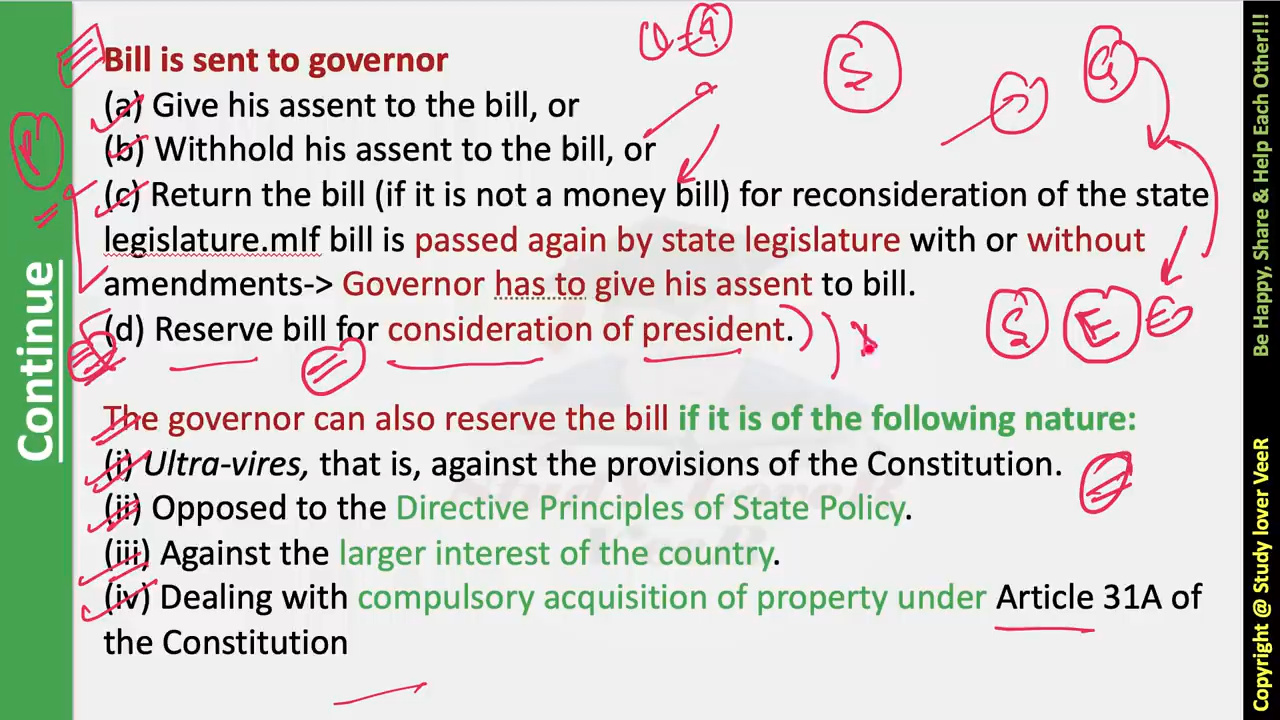 Bill is sent to governor
(a) Give his assent to the bill, or
(b) Withhold his assent to the bill, or
(c) Return the bill (if it is not a money bill) for reconsideration of the state
legislature.mIf bill is passed again by state legislature with or without
amendments-> Governor has to give his assent to bill.
(d) Reserve bill for consideration of president.
The governor can also reserve the bill if it is of the following nature:
(i) Ultra-vires, that is, against the provisions of the Constitution.
(ii) Opposed to the Directive Principles of State Policy.
(iii) Against the larger interest of the country.
(iv) Dealing with compulsory acquisition of property under Article 31A of
the Constitution
Continue
Be Happy, Share & Help Each Other!!!
Copyright @ Study lover VeeR
G
S
E